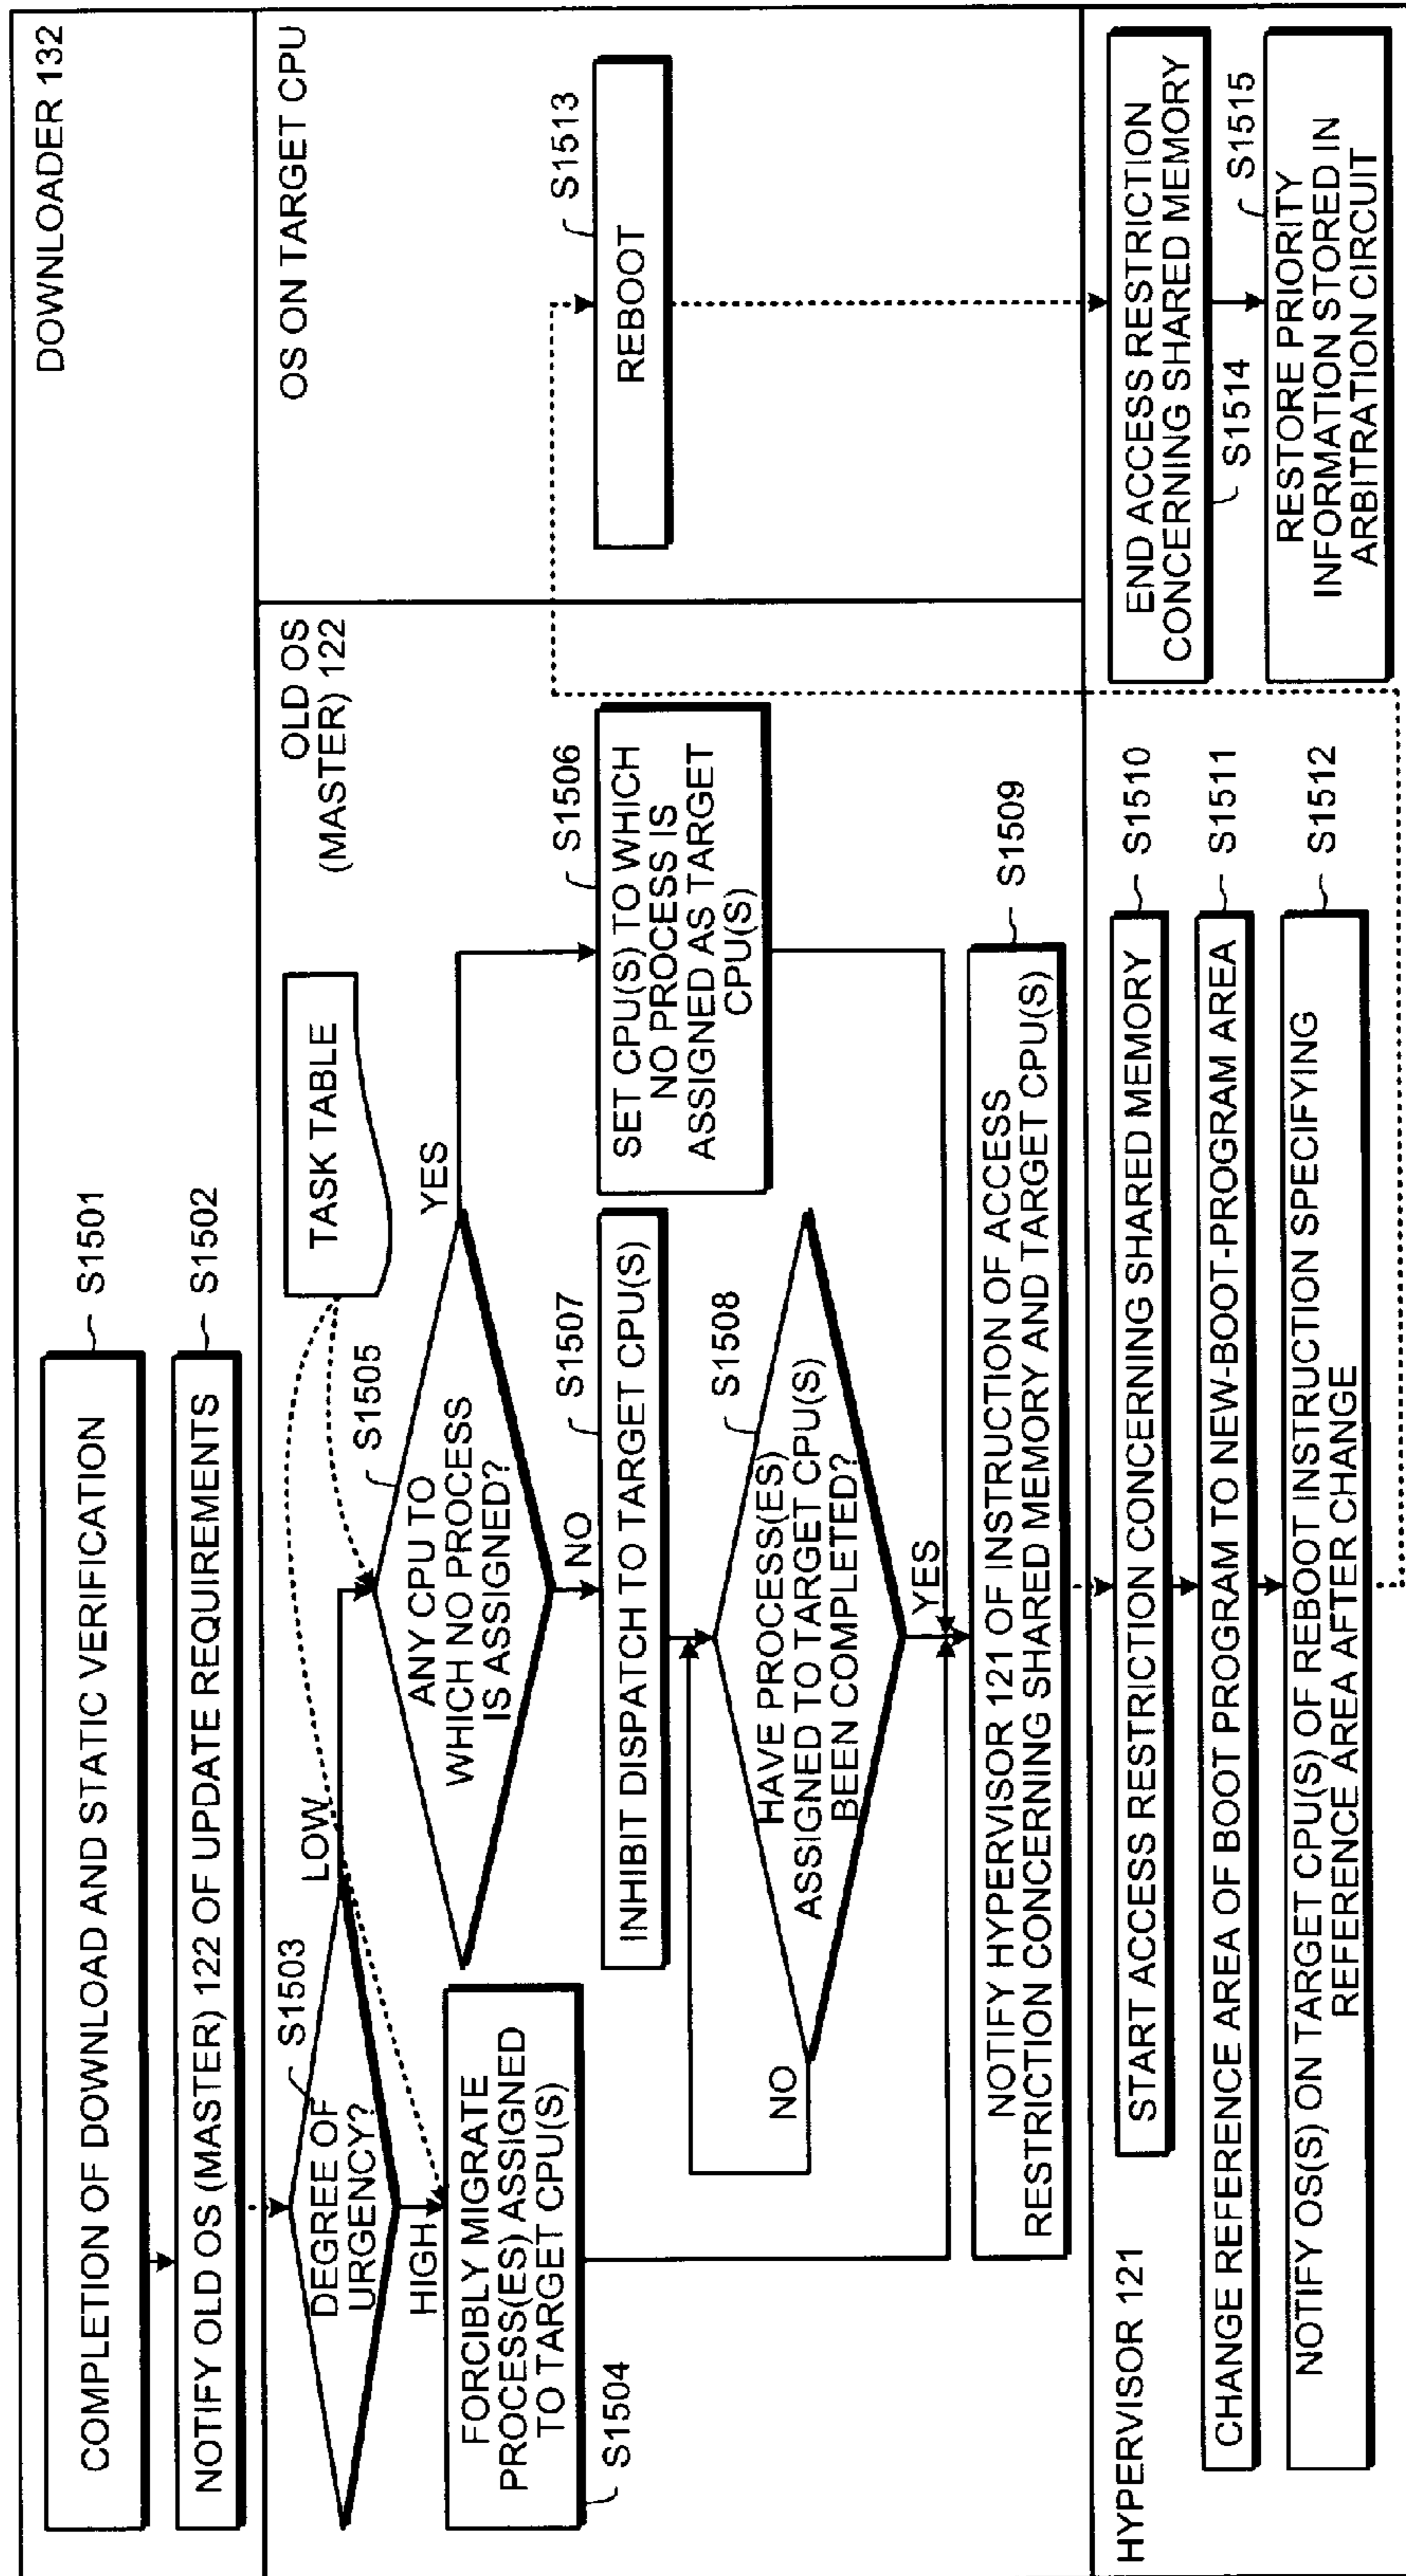 DOWNLOADER 132
COMPLETION OF DOWNLOAD AND STATIC VERIFICATION
S1501
NOTIFY OLD OS (MASTER) 122 OF UPDATE REQUIREMENTS
S1502
OLD OS
(MASTER) 122
DEGREE OF
URGENCY?
S1503
LOW
HIGH
TASK TABLE
FORCIBLY MIGRATE
PROCESS(ES) ASSIGNED
TO TARGET CPU(S)
S1504
ANY CPU TO
WHICH NO PROCESS
IS ASSIGNED?
S1505
YES
NO
SET CPU(S) TO WHICH
NO PROCESS IS
ASSIGNED AS TARGET
CPU(S)
S1506
INHIBIT DISPATCH TO TARGET CPU(S)
S1507
HAVE PROCESS(ES)
ASSIGNED TO TARGET CPU(S)
BEEN COMPLETED?
S1508
NO
YES
NOTIFY HYPERVISOR 121 OF INSTRUCTION OF ACCESS
RESTRICTION CONCERNING SHARED MEMORY AND TARGET CPU(S)
S1509
OS ON TARGET CPU
REBOOT
S1513
HYPERVISOR 121
START ACCESS RESTRICTION CONCERNING SHARED MEMORY
S1510
CHANGE REFERENCE AREA OF BOOT PROGRAM TO NEW-BOOT-PROGRAM AREA
S1511
NOTIFY OS(S) ON TARGET CPU(S) OF REBOOT INSTRUCTION SPECIFYING
REFERENCE AREA AFTER CHANGE
S1512
END ACCESS RESTRICTION
CONCERNING SHARED MEMORY
S1514
RESTORE PRIORITY
INFORMATION STORED IN
ARBITRATION CIRCUIT
S1515